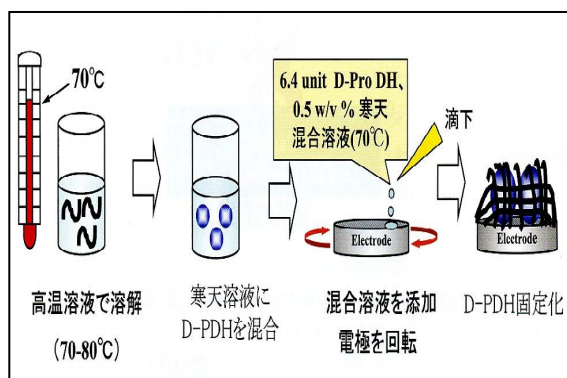 70℃
6.4 unit D-Pro DH、
0.5 w/v % 寒天
混合溶液(70℃)
滴下
Electrode
Electrode
高温溶液で溶解
(70-80℃)
寒天溶液に
D-PDHを混合
混合溶液を添加
電極を回転
D-PDH固定化